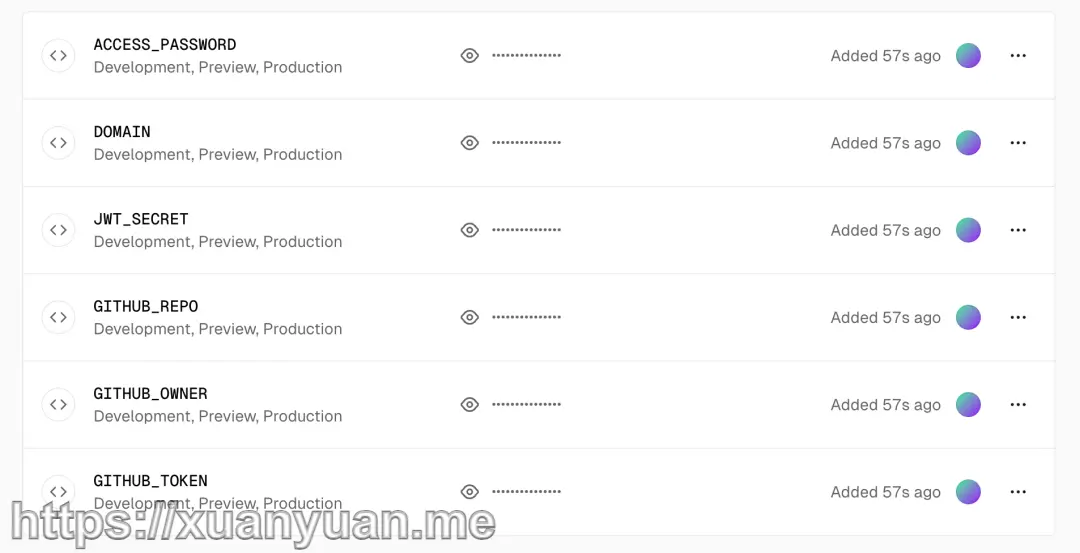 ACCESS_PASSWORD
Development, Preview, Production
•••••••••••••••
Added 57s ago
DOMAIN
Development, Preview, Production
•••••••••••••••
Added 57s ago
JWT_SECRET
Development, Preview, Production
•••••••••••••••
Added 57s ago
GITHUB_REPO
Development, Preview, Production
•••••••••••••••
Added 57s ago
GITHUB_OWNER
Development, Preview, Production
•••••••••••••••
Added 57s ago
GITHUB_TOKEN
Development, Preview, Production
•••••••••••••••
Added 57s ago
https://xuanyuan.me